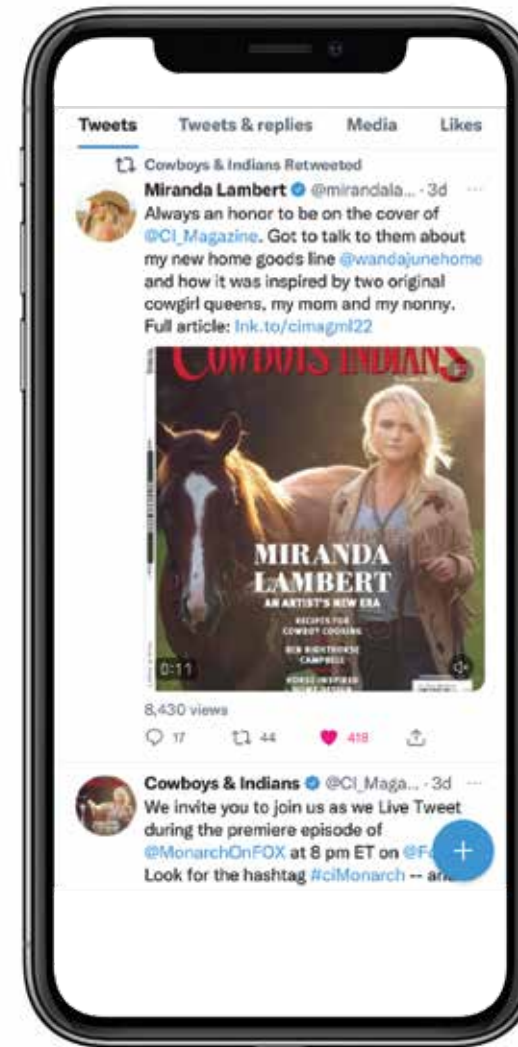 Tweets Tweets & replies Media Likes
Cowboys & Indians Retweeted
Miranda Lambert @mirandala... · 3d ...
Always an honor to be on the cover of
@CI_Magazine. Got to talk to them about
my new home goods line @wandajunehome
and how it was inspired by two original
cowgirl queens, my mom and my nonny.
Full article: lnk.to/cimagml22
COWBOYS INDIANS
MIRANDA
LAMBERT
AN ARTIST'S NEW ERA
RECIPES FOR
COWBOY COOKING
BEN NIGHTHORSE
CAMPBELL
HORSE-INSPIRED
0:11
8,430 views
17 44 418
Cowboys & Indians @CI_Maga... · 3d ...
We invite you to join us as we Live Tweet
during the premiere episode of
@MonarchOnFOX at 8 pm ET on
Look for the hashtag #ciMonarch --